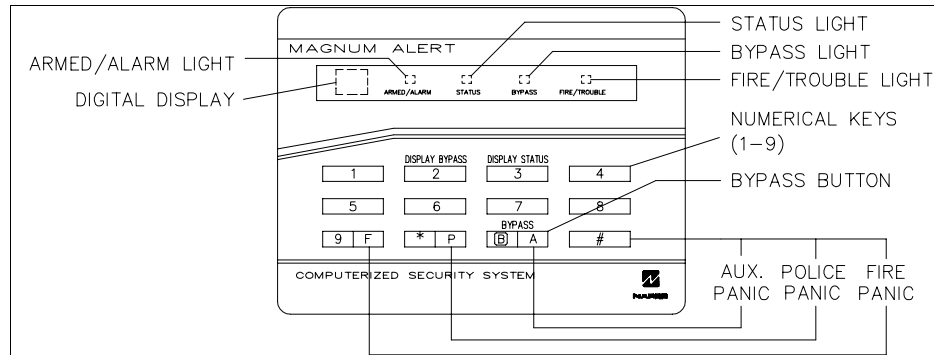 STATUS LIGHT
MAGNUM ALERT
BYPASS LIGHT
ARMED/ALARM LIGHT
FIRE/TROUBLE LIGHT
DIGITAL DISPLAY
ARMED/ALARM STATUS BYPASS FIRE/TROUBLE
NUMERICAL KEYS
(1-9)
DISPLAY BYPASS DISPLAY STATUS
1 2 3 4
BYPASS BUTTON
5 6 7 8
BYPASS
9 F * P B A #
COMPUTERIZED SECURITY SYSTEM
NAPCO
AUX. POLICE FIRE
PANIC PANIC PANIC